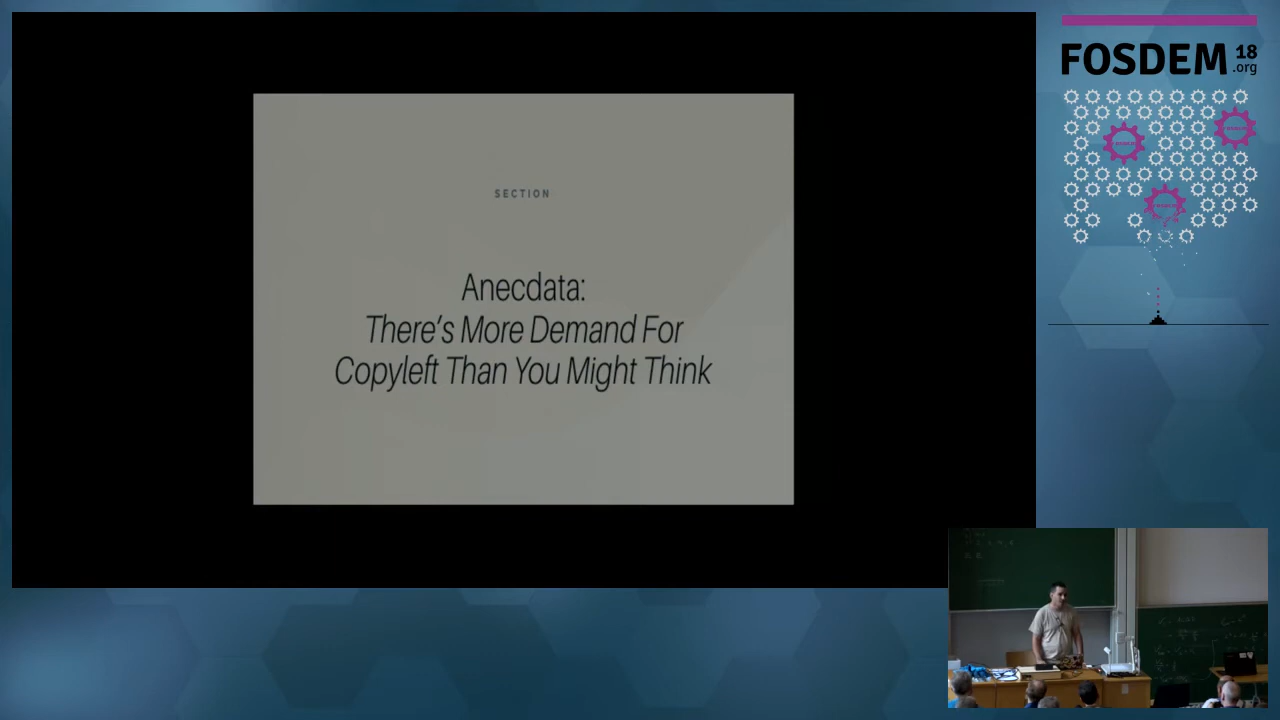 SECTION
Anecdata:
There's More Demand For
Copyleft Than You Might Think
FOSDEM 18
.org